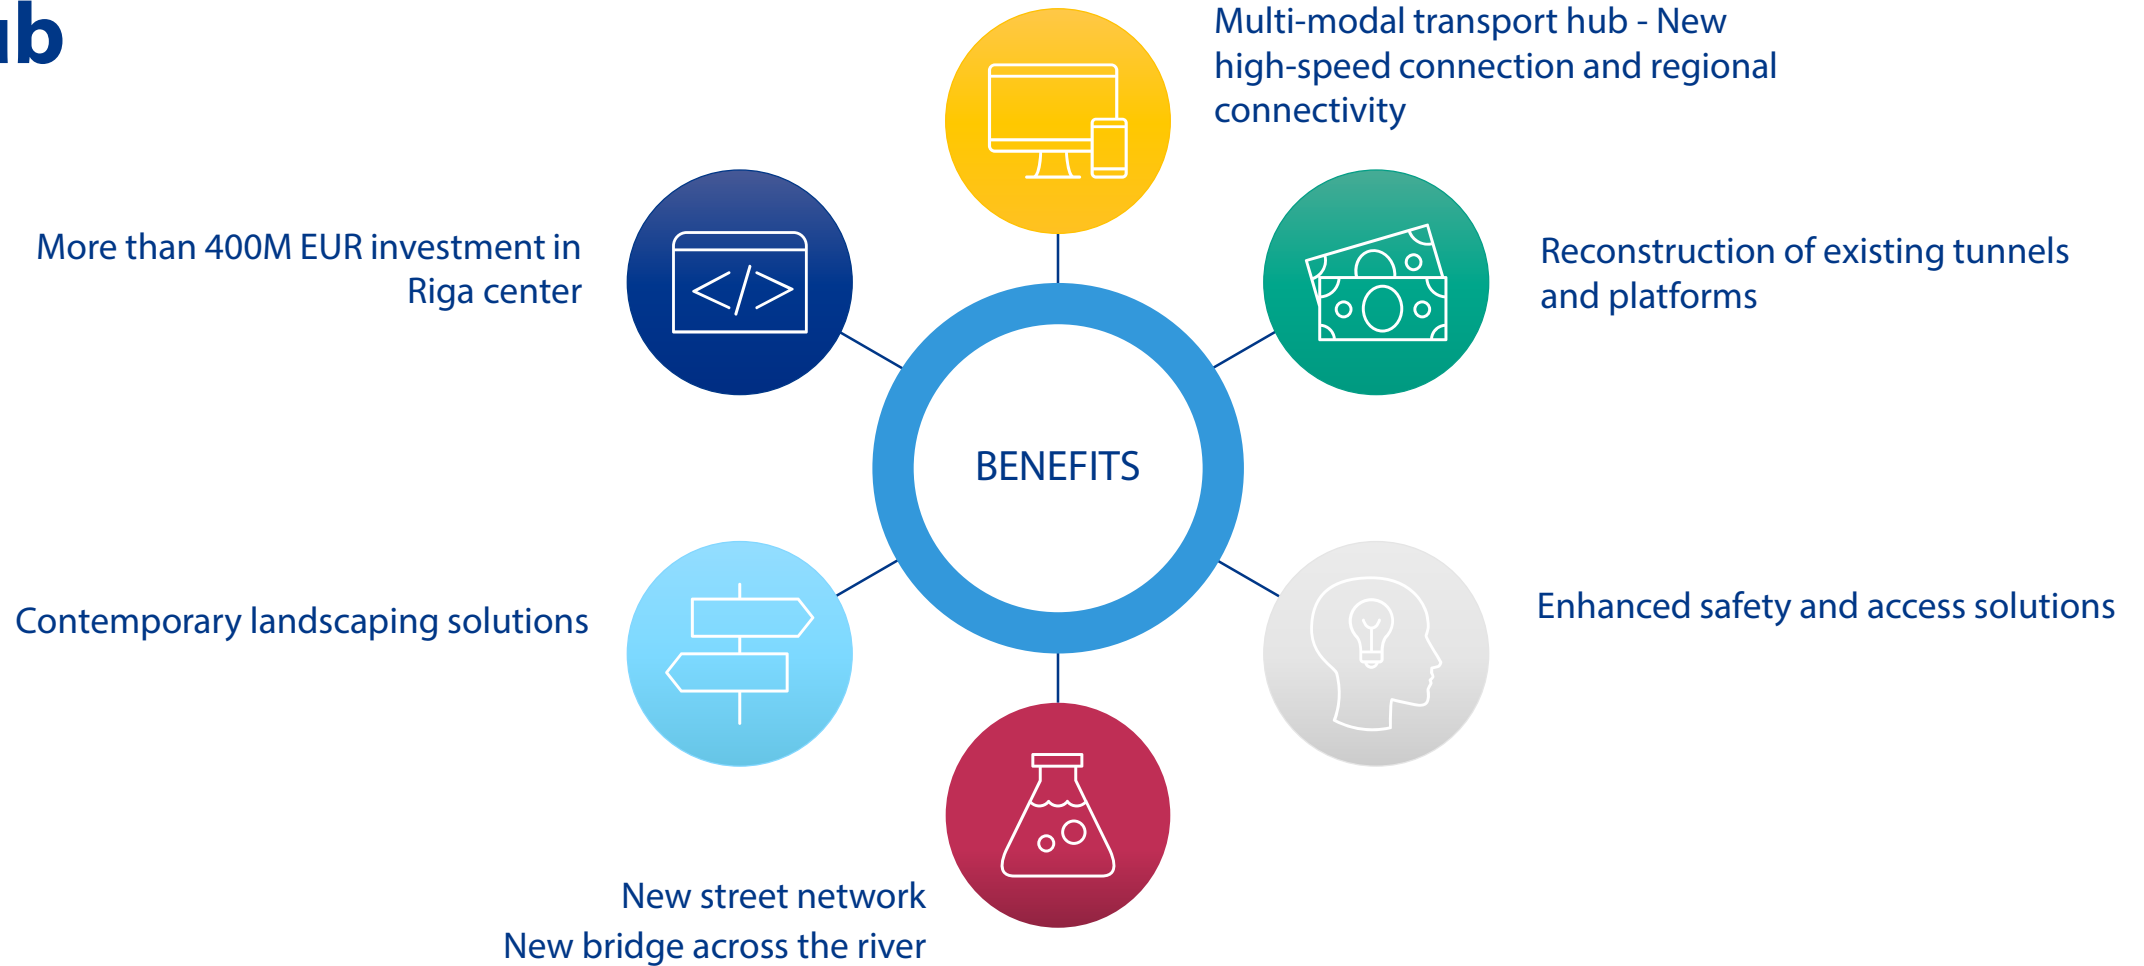 ub
Multi-modal transport hub - New
high-speed connection and regional
connectivity
More than 400M EUR investment in
Riga center
Reconstruction of existing tunnels
and platforms
BENEFITS
Contemporary landscaping solutions
Enhanced safety and access solutions
New street network
New bridge across the river